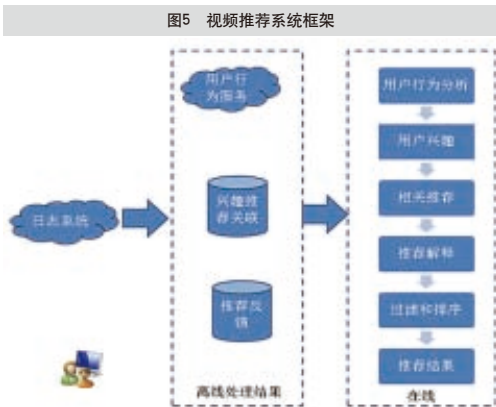 图5 视频推荐系统框架
日志系统
用户行
为服务
兴趣推
荐关联
推荐反
馈
离线处理结果
用户行为分析
用户兴趣
相关推荐
推荐解释
过滤和排序
推荐结果
在线